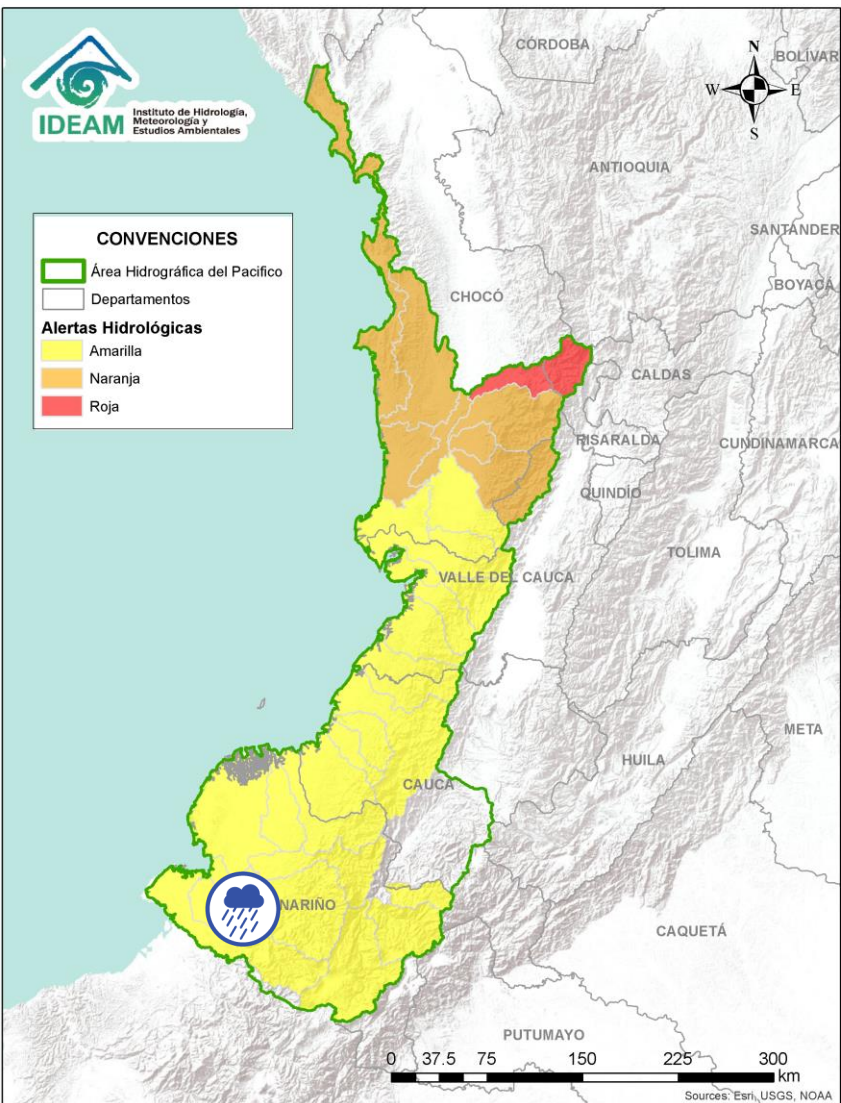 IDEAM
Instituto de Hidrología,
Meteorología y
Estudios Ambientales
N
W
E
S
CÓRDOBA
BOLÍVAR
ANTIOQUIA
SANTANDER
BOYACÁ
CHOCÓ
CALDAS
RISARALDA
CUNDINAMARCA
QUINDÍO
TOLIMA
VALLE DEL CAUCA
META
HUILA
CAUCA
NARIÑO
CAQUETÁ
PUTUMAYO
CONVENCIONES
Área Hidrográfica del Pacifico
Departamentos
Alertas Hidrológicas
Amarilla
Naranja
Roja
0 37.5 75 150 225 300
km
Sources: Esri, USGS, NOAA